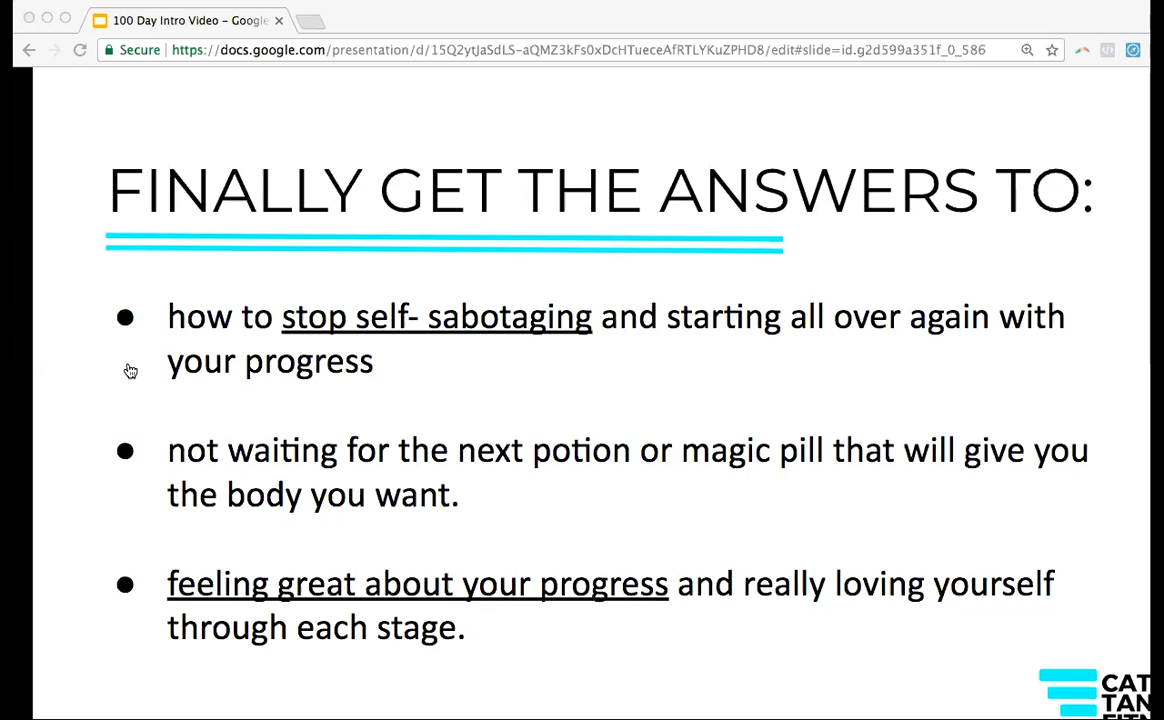 100 Day Intro Video – Google
Secure
https://docs.google.com/presentation/d/15Q2ytJaSdLS-aQMZ3kFs0xDcHTueceAfRTLYKuZPHD8/edit#slide=id.g2d599a351f_0_586
FINALLY GET THE ANSWERS TO:
● how to stop self- sabotaging and starting all over again with
your progress
● not waiting for the next potion or magic pill that will give you
the body you want.
● feeling great about your progress and really loving yourself
through each stage.
CAT
TAN
FITN